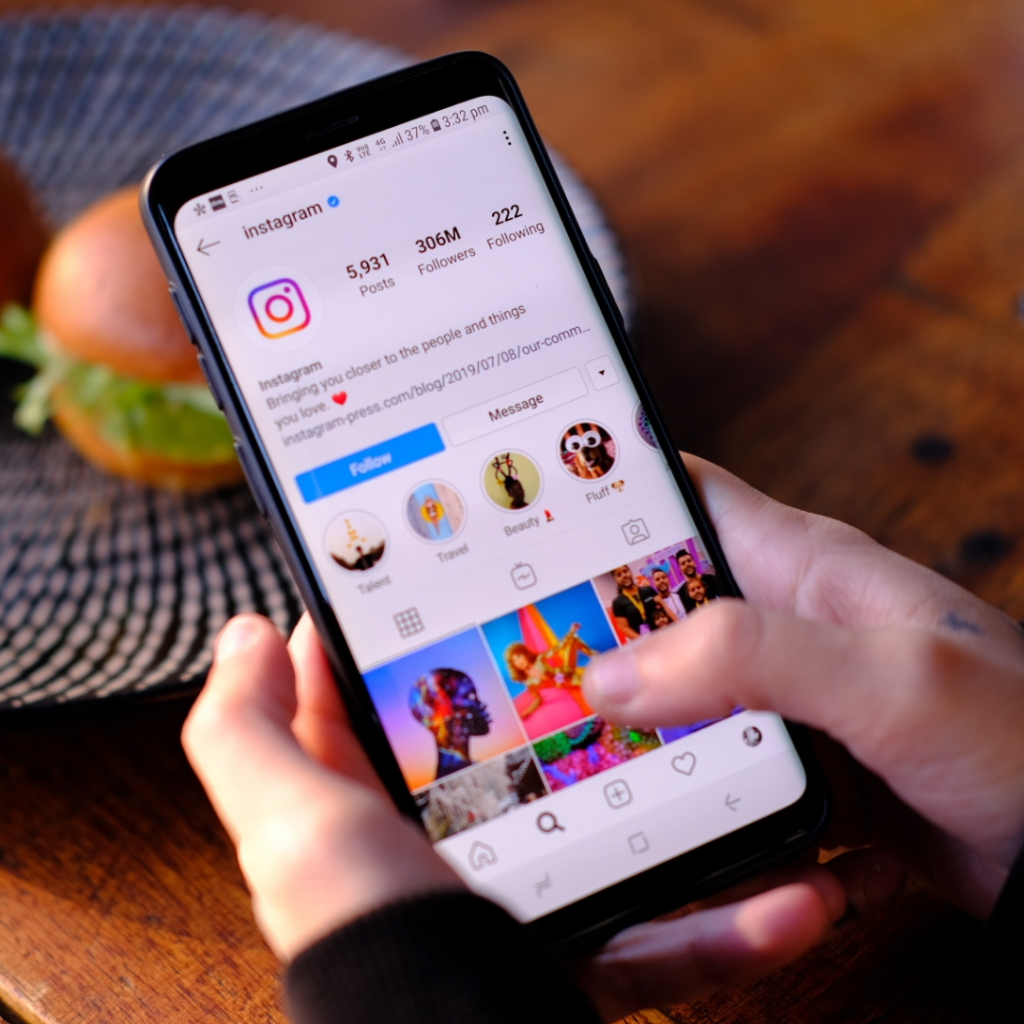 37% 3:32 pm
instagram
5,931 306M 222
Posts Followers Following
Instagram
Bringing you closer to the people and things
you love. ❤️
instagram-press.com/blog/2019/07/08/our-comm...
Follow Message
Talent Travel Beauty 💄 Fluff 🐶